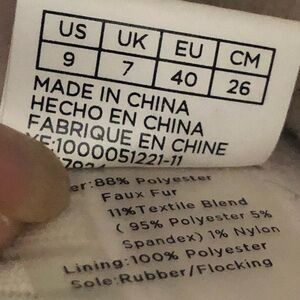 US UK EU CM
9 7 40 26
MADE IN CHINA
HECHO EN CHINA
FABRIQUE EN CHINE
:1000051221-11
er:88% Polyester
Faux Fur
11%Textile Blend
( 95% Polyester 5%
Spandex) 1% Nylon
Lining:100% Polyester
Sole:Rubber/Flocking